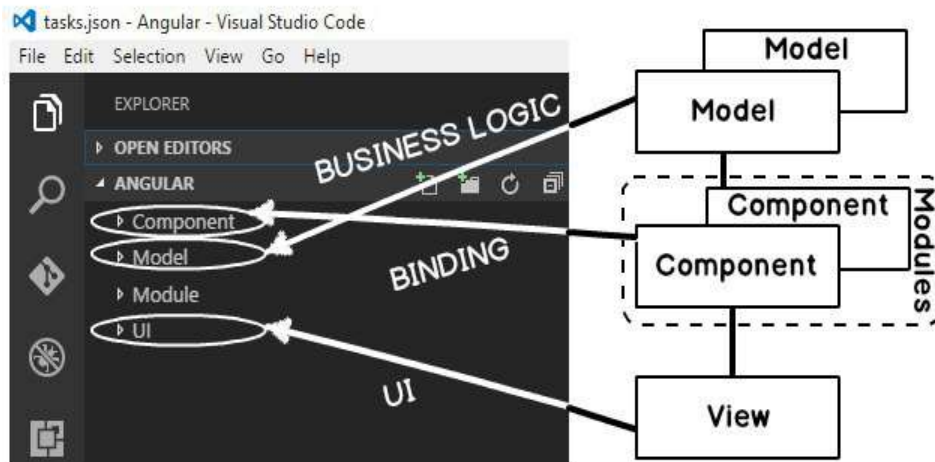 tasks.json - Angular - Visual Studio Code
File Edit Selection View Go Help
EXPLORER
OPEN EDITORS
ANGULAR
Component
Model
Module
UI
BUSINESS LOGIC
BINDING
UI
Model
Model
Component
Component
Modules
View